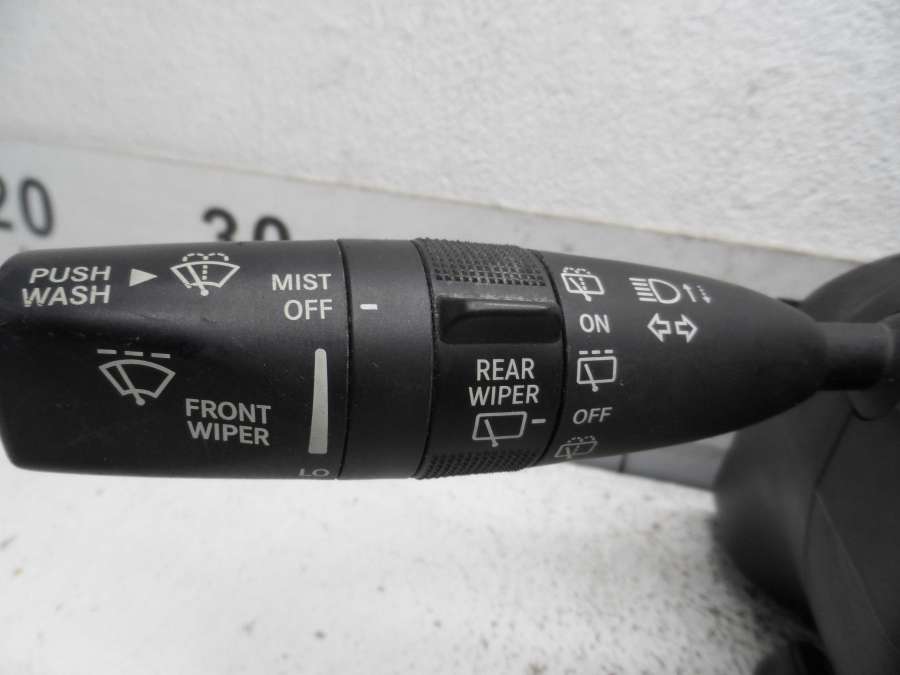 20
30
PUSH
WASH
MIST
OFF
FRONT
WIPER
LO
REAR
WIPER
ON
OFF